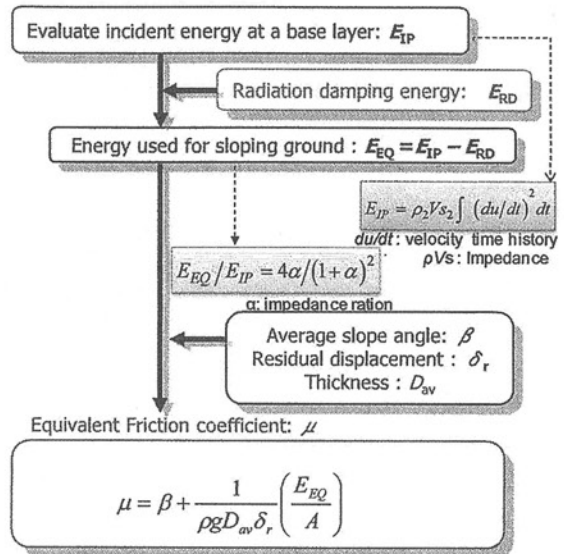 Evaluate incident energy at a base layer: E_IP
Radiation damping energy: E_RD
Energy used for sloping ground : E_EQ = E_IP − E_RD
E_IP = ρ₂Vs₂ ∫ (du/dt)² dt
du/dt : velocity time history
ρVs : Impedance
E_EQ / E_IP = 4α/(1+α)²
α: impedance ration
Average slope angle: β
Residual displacement : δ_r
Thickness : D_av
Equivalent Friction coefficient: μ
μ = β + 1/(ρgD_avδ_r) (E_EQ/A)